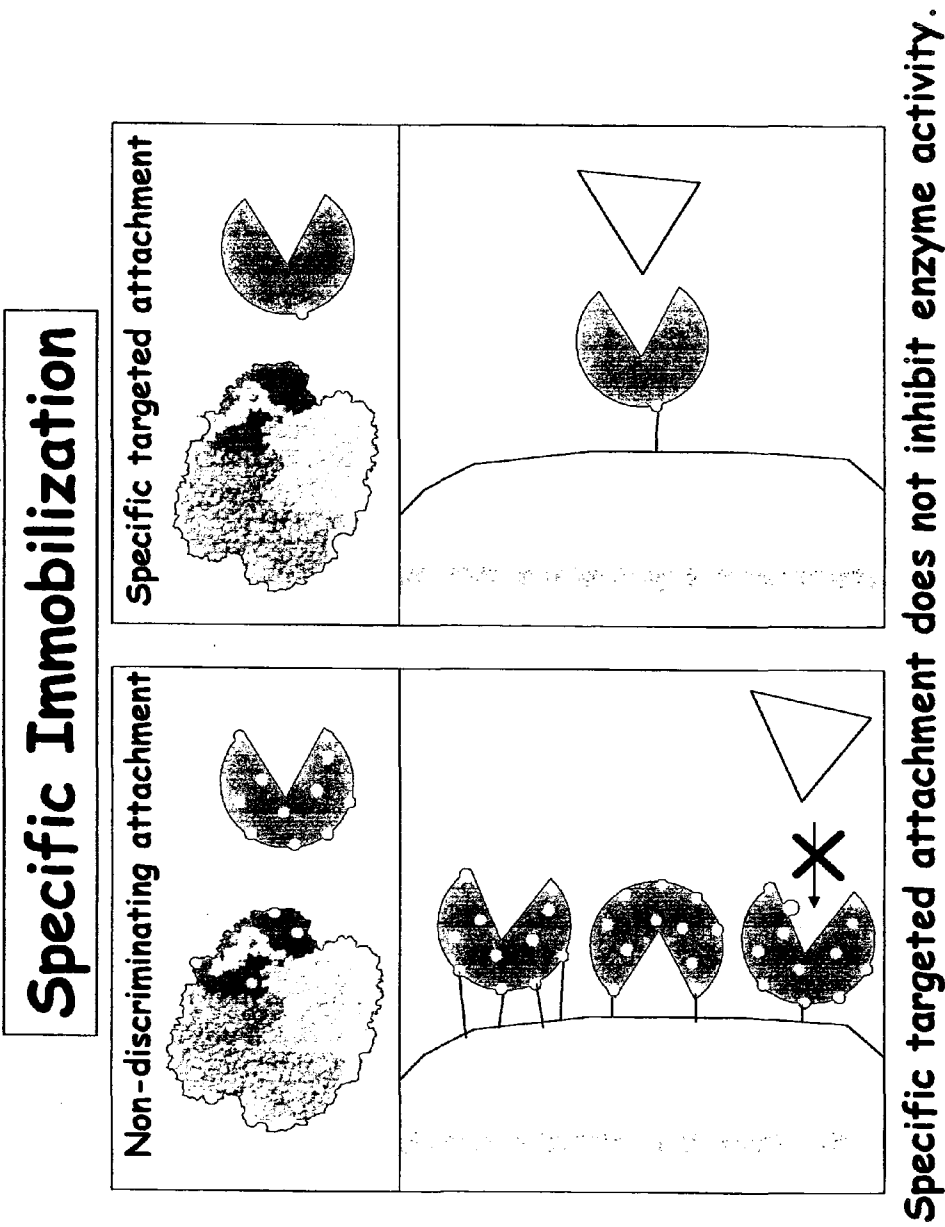 Specific Immobilization
Non-discriminating attachment
Specific targeted attachment
Specific targeted attachment does not inhibit enzyme activity.